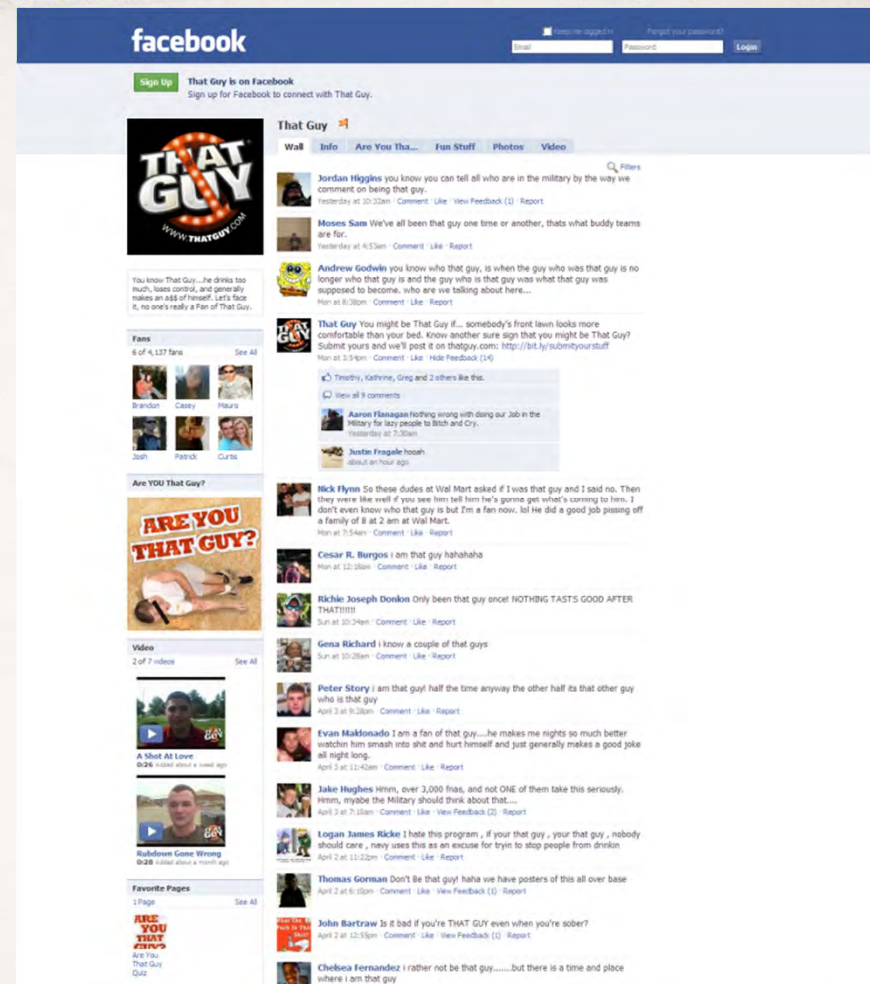 facebook
Keep me logged in
Forgot your password?
Email
Password
Login
Sign Up
That Guy is on Facebook
Sign up for Facebook to connect with That Guy.
THAT
GUY
WWW.THATGUY.COM
You know That Guy...he drinks too
much, loses control, and generally
makes an a$$ of himself. Let's face
it, no one's really a Fan of That Guy.
Fans
6 of 4,137 fans
See All
Brandon
Casey
Mauro
Josh
Patrick
Curtis
Are YOU That Guy?
ARE YOU
THAT GUY?
Video
2 of 7 videos
See All
A Shot At Love
0:26 Added about a week ago
Rubdown Gone Wrong
0:28 Added about a month ago
Favorite Pages
1 Page
See All
ARE
YOU
THAT
GUY?
Are You
That Guy
Quiz
That Guy
Wall
Info
Are You Tha...
Fun Stuff
Photos
Video
Filters
Jordan Higgins you know you can tell all who are in the military by the way we
comment on being that guy.
Yesterday at 10:32am · Comment · Like · View Feedback (1) · Report
Moses Sam We've all been that guy one time or another, thats what buddy teams
are for.
Yesterday at 4:53am · Comment · Like · Report
Andrew Godwin you know who that guy, is when the guy who was that guy is no
longer who that guy is and the guy who is that guy was what that guy was
supposed to become. who are we talking about here...
Mon at 8:38pm · Comment · Like · Report
That Guy You might be That Guy if... somebody's front lawn looks more
comfortable than your bed. Know another sure sign that you might be That Guy?
Submit yours and we'll post it on thatguy.com: http://bit.ly/submityourstuff
Mon at 3:54pm · Comment · Like · Hide Feedback (14)
Timothy, Kathrine, Greg and 2 others like this.
View all 9 comments
Aaron Flanagan Nothing wrong with doing our Job in the
Military for lazy people to Bitch and Cry.
Yesterday at 7:30am
Justin Fragale hooah
about an hour ago
Nick Flynn So these dudes at Wal Mart asked if I was that guy and I said no. Then
they were like well if you see him tell him he's gonna get what's coming to him. I
don't even know who that guy is but I'm a fan now. lol He did a good job pissing off
a family of 8 at 2 am at Wal Mart.
Mon at 7:54am · Comment · Like · Report
Cesar R. Burgos i am that guy hahahaha
Mon at 12:18am · Comment · Like · Report
Richie Joseph Donlon Only been that guy once! NOTHING TASTS GOOD AFTER
THAT!!!!!!
Sun at 10:34am · Comment · Like · Report
Gena Richard i know a couple of that guys
Sun at 10:28am · Comment · Like · Report
Peter Story i am that guy! half the time anyway the other half its that other guy
who is that guy
April 3 at 9:28pm · Comment · Like · Report
Evan Maldonado I am a fan of that guy....he makes me nights so much better
watchin him smash into shit and hurt himself and just generally makes a good joke
all night long.
April 3 at 11:42am · Comment · Like · Report
Jake Hughes Hmm, over 3,000 fnas, and not ONE of them take this seriously.
Hmm, myabe the Military should think about that....
April 3 at 7:18am · Comment · Like · View Feedback (2) · Report
Logan James Ricke I hate this program , if your that guy , your that guy , nobody
should care , navy uses this as an excuse for tryin to stop people from drinkin
April 2 at 11:22pm · Comment · Like · Report
Thomas Gorman Don't Be that guy! haha we have posters of this all over base
April 2 at 6:10pm · Comment · Like · View Feedback (1) · Report
John Bartraw Is it bad if you're THAT GUY even when you're sober?
April 2 at 12:55pm · Comment · Like · View Feedback (1) · Report
Chelsea Fernandez i rather not be that guy.......but there is a time and place
where i am that guy